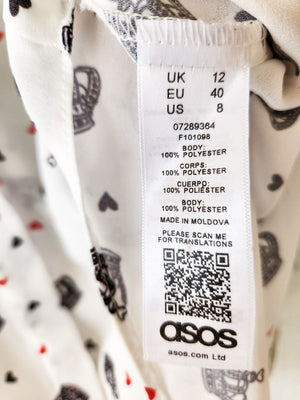 UK 12
EU 40
US 8
07289364
F101098
BODY:
100% POLYESTER
CORPS:
100% POLYESTER
CUERPO:
100% POLIÉSTER
BODY:
100% POLYESTER
MADE IN MOLDOVA
PLEASE SCAN ME
FOR TRANSLATIONS
asos
asos.com Ltd